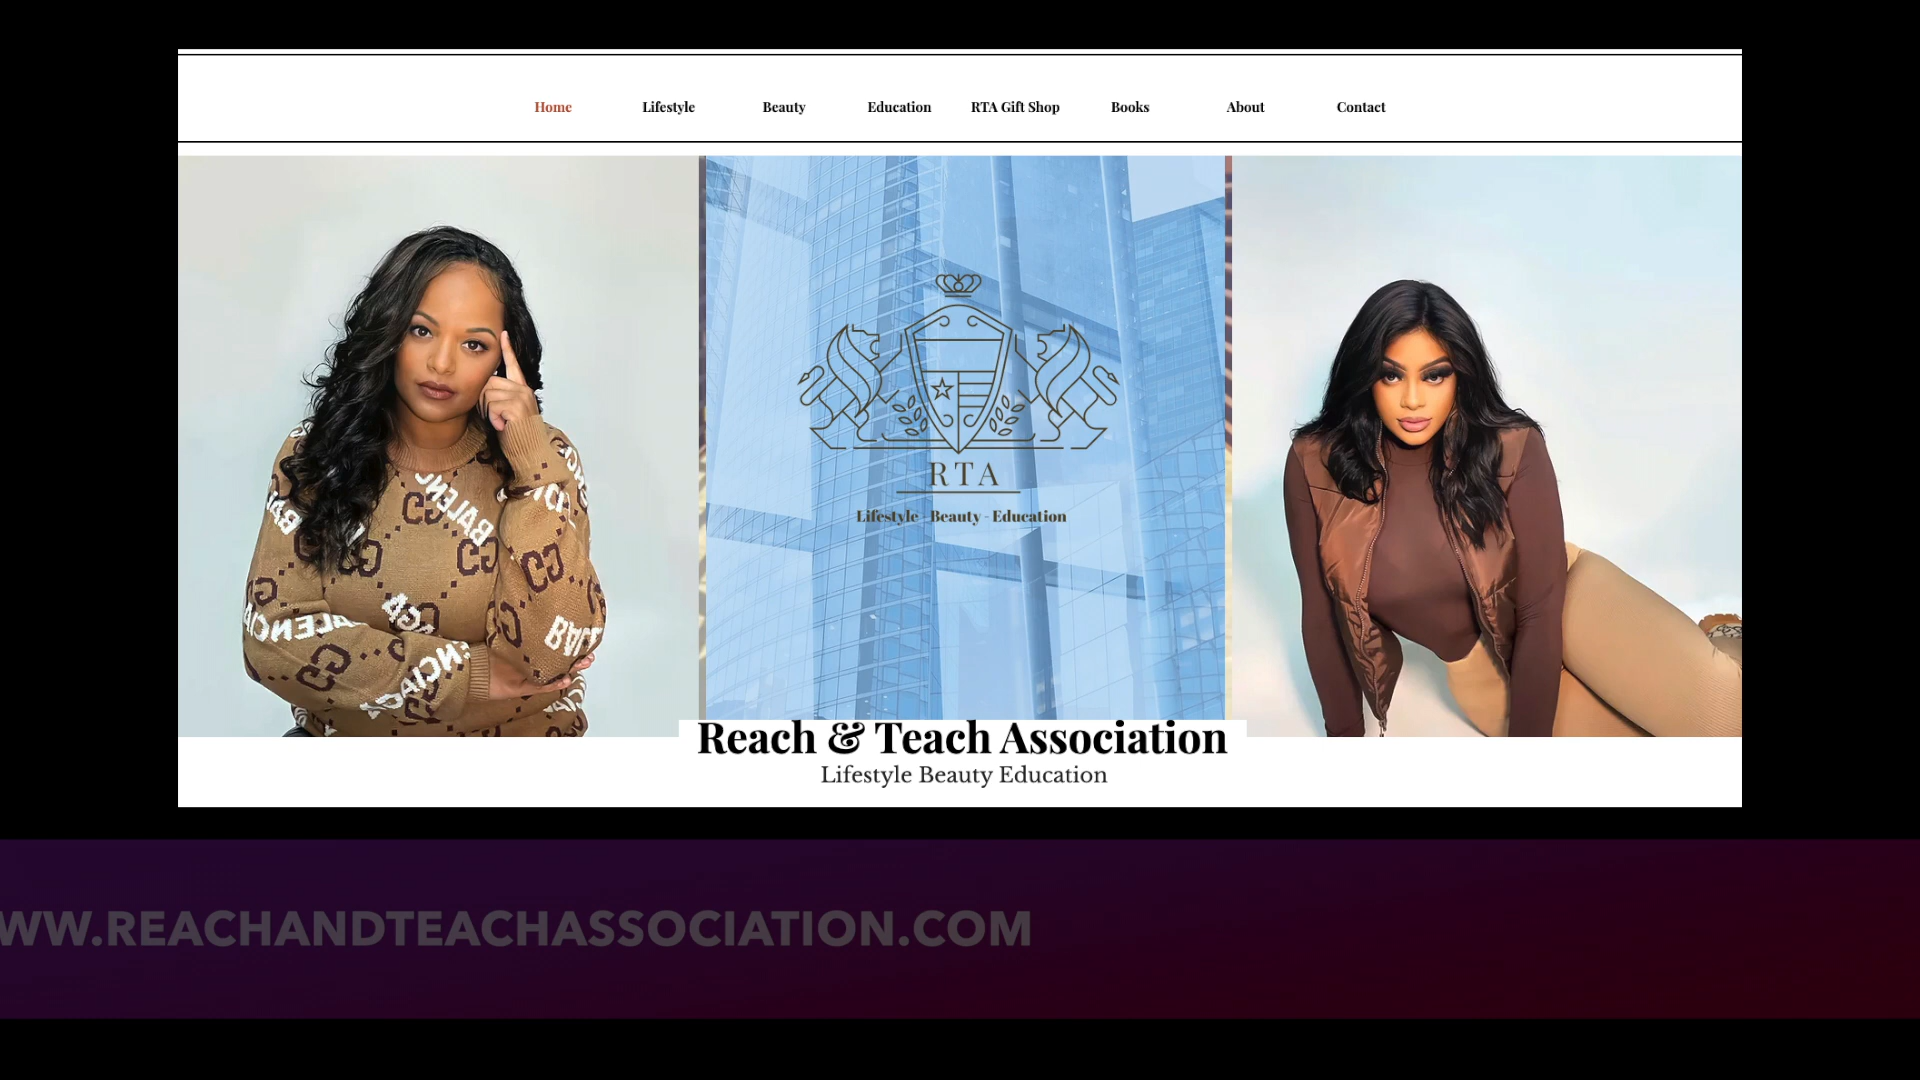 Home Lifestyle Beauty Education RTA Gift Shop Books About Contact
RTA
Lifestyle - Beauty - Education
Reach & Teach Association
Lifestyle Beauty Education
WW.REACHANDTEACHASSOCIATION.COM